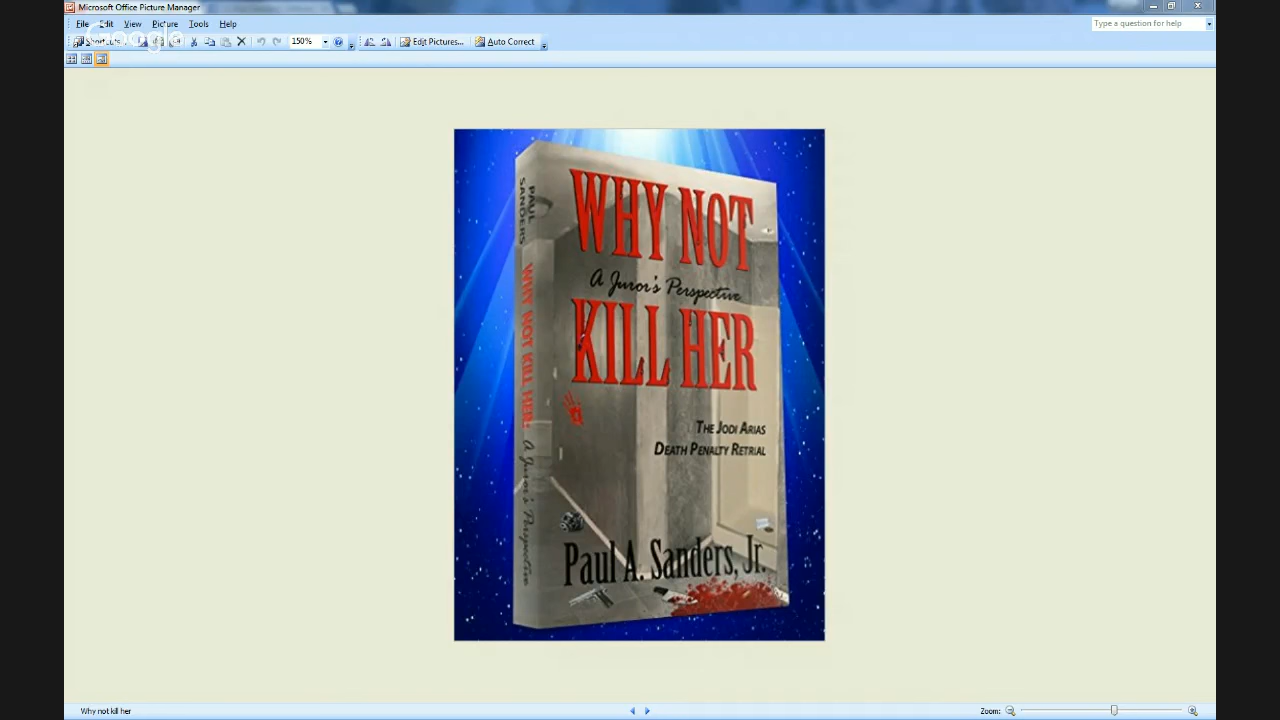 Microsoft Office Picture Manager
File Edit View Picture Tools Help
Type a question for help
Google
150%
Edit Pictures...
Auto Correct
PAUL
SANDERS
WHY NOT KILL HER: A Juror's Perspective
WHY NOT
A Juror's Perspective
KILL HER
THE JODI ARIAS
DEATH PENALTY RETRIAL
Paul A. Sanders, Jr.
Why not kill her
Zoom: